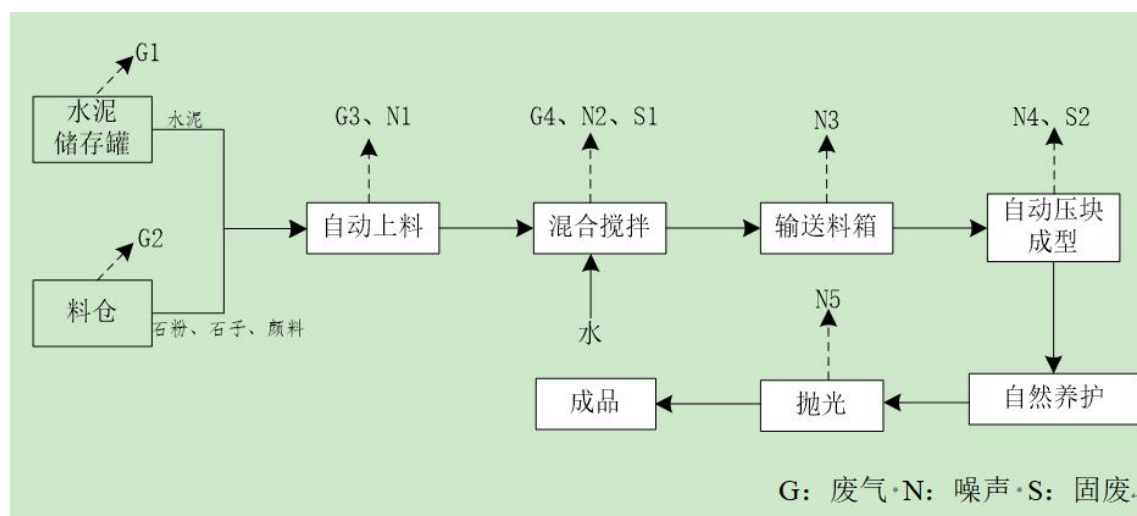 G1
水泥
储存罐
水泥
G2
料仓
石粉、石子、颜料
G3、N1
自动上料
G4、N2、S1
混合搅拌
水
N3
输送料箱
N4、S2
自动压块
成型
自然养护
N5
抛光
成品
G：废气·N：噪声·S：固废